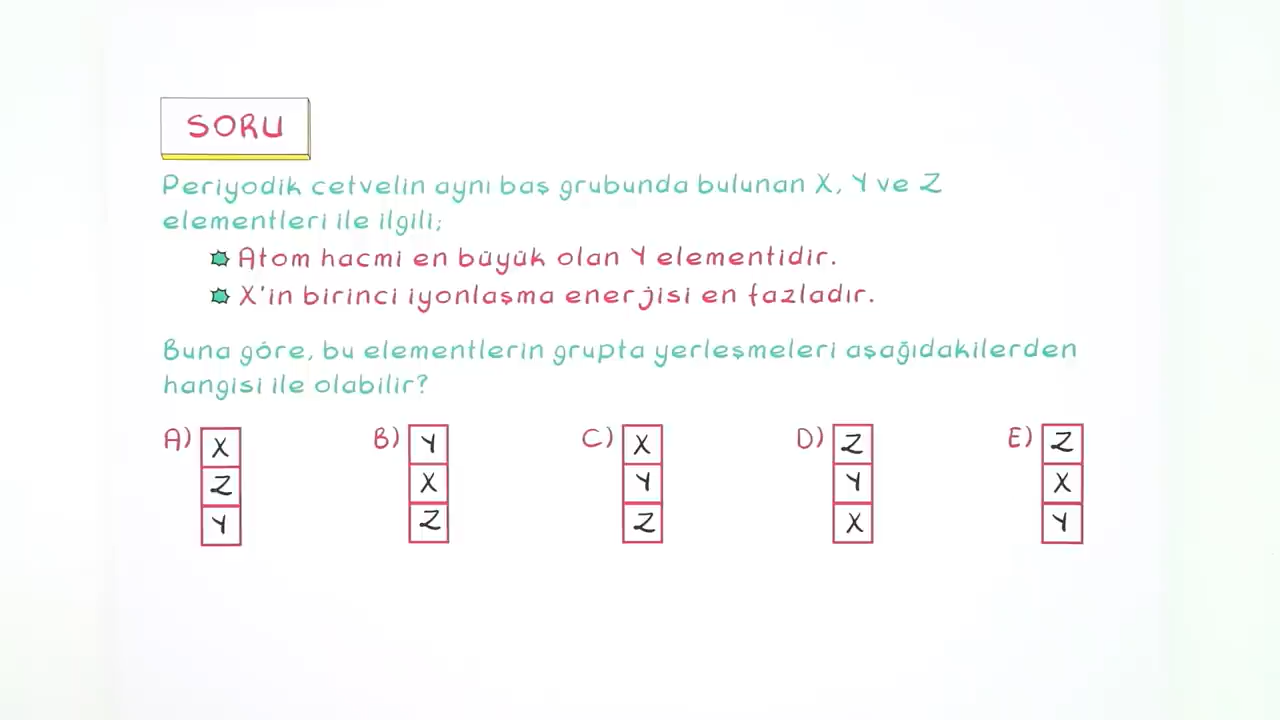 SORU
Periyodik cetvelin aynı baş grubunda bulunan X, Y ve Z
elementleri ile ilgili;
Atom hacmi en büyük olan Y elementidir.
X'in birinci iyonlaşma enerjisi en fazladır.
Buna göre, bu elementlerin grupta yerleşmeleri aşağıdakilerden
hangisi ile olabilir?
A) X
Z
Y
B) Y
X
Z
C) X
Y
Z
D) Z
Y
X
E) Z
X
Y